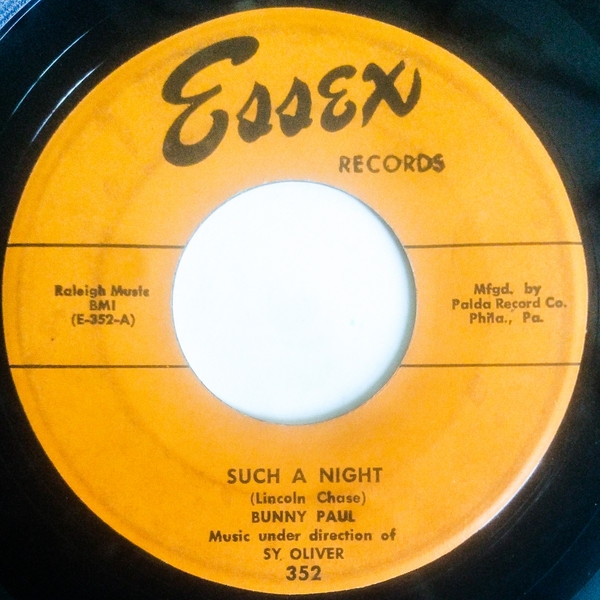 Essex
RECORDS
Raleigh Music
BMI
(E-352-A)
Mfgd. by
Palda Record Co.
Phila., Pa.
SUCH A NIGHT
(Lincoln Chase)
BUNNY PAUL
Music under direction of
SY OLIVER
352